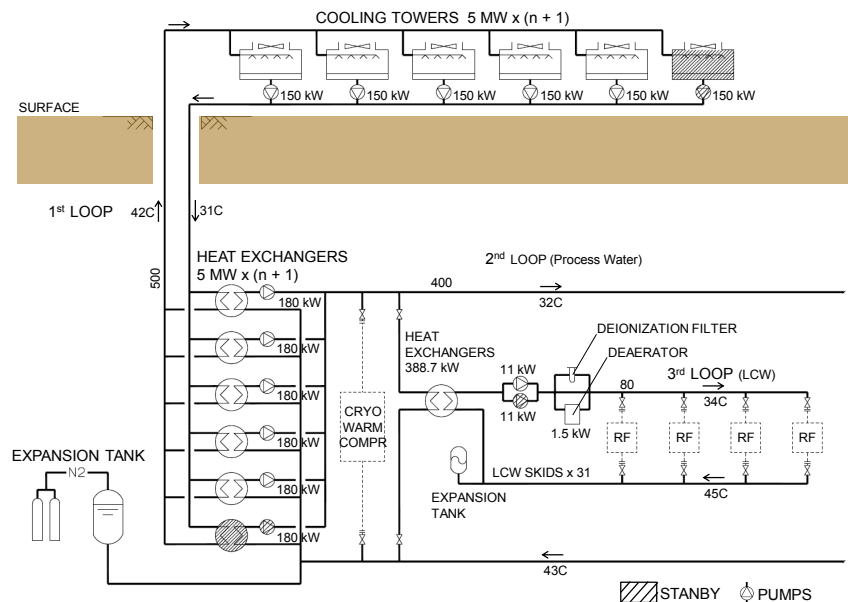 COOLING TOWERS 5 MW x (n + 1)
150 kW 150 kW 150 kW 150 kW 150 kW 150 kW
SURFACE
1st LOOP
42C
31C
500
HEAT EXCHANGERS
5 MW x (n + 1)
180 kW
180 kW
180 kW
180 kW
180 kW
180 kW
2nd LOOP (Process Water)
400
32C
HEAT
EXCHANGERS
388.7 kW
DEIONIZATION FILTER
DEAERATOR
11 kW
11 kW
1.5 kW
80
3rd LOOP (LCW)
34C
CRYO
WARM
COMPR
RF RF RF RF
LCW SKIDS x 31
45C
EXPANSION
TANK
EXPANSION TANK
N2
43C
STANBY
PUMPS